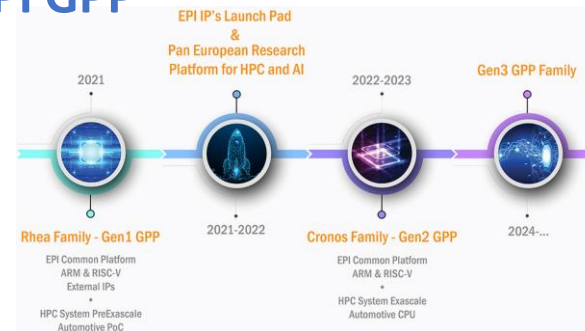 PI GPP
EPI IP's Launch Pad
&
Pan European Research
Platform for HPC and AI
2021
2022-2023
Gen3 GPP Family
Rhea Family - Gen1 GPP
2021-2022
Cronos Family - Gen2 GPP
2024-...
EPI Common Platform
ARM & RISC-V
External IPs
•
HPC System PreExascale
Automotive PoC
EPI Common Platform
ARM & RISC-V
•
HPC System Exascale
Automotive CPU